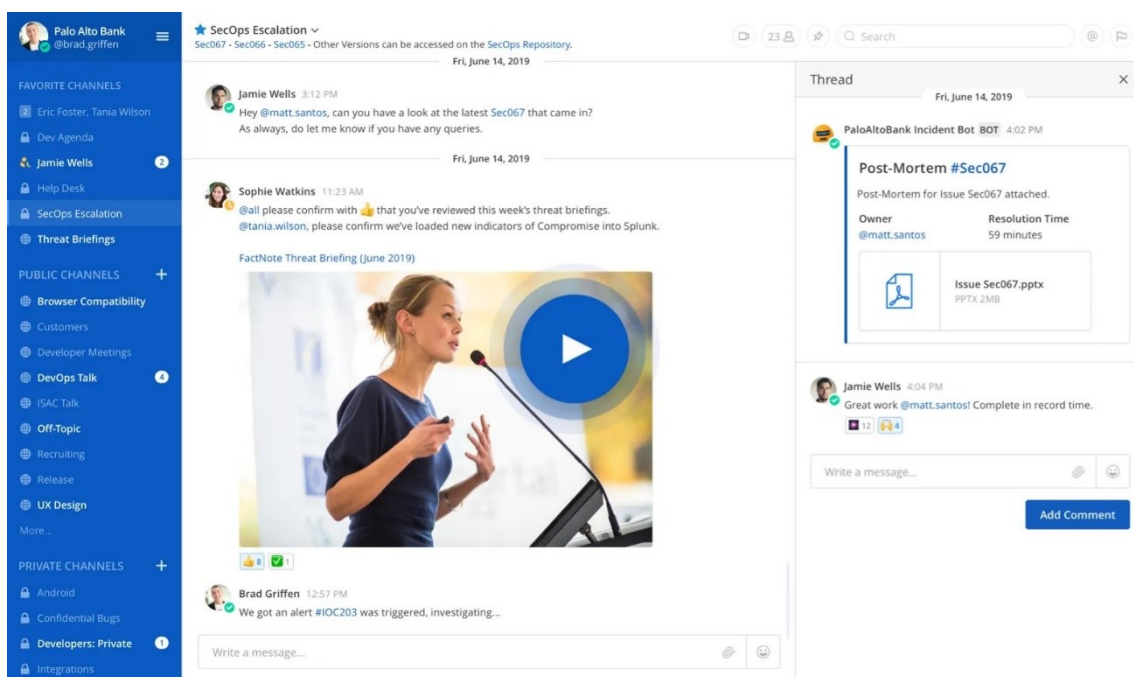 Palo Alto Bank
@brad.griffen
FAVORITE CHANNELS
2 Eric Foster, Tania Wilson
Dev Agenda
Jamie Wells 2
Help Desk
SecOps Escalation
Threat Briefings
PUBLIC CHANNELS +
Browser Compatibility
Customers
Developer Meetings
DevOps Talk 4
ISAC Talk
Off-Topic
Recruiting
Release
UX Design
More...
PRIVATE CHANNELS +
Android
Confidential Bugs
Developers: Private 1
Integrations
SecOps Escalation
Sec067 - Sec066 - Sec065 - Other Versions can be accessed on the SecOps Repository.
23
Search
@
Fri, June 14, 2019
Jamie Wells 3:12 PM
Hey @matt.santos, can you have a look at the latest Sec067 that came in?
As always, do let me know if you have any queries.
Fri, June 14, 2019
Sophie Watkins 11:23 AM
@all please confirm with 👍 that you've reviewed this week's threat briefings.
@tania.wilson, please confirm we've loaded new indicators of Compromise into Splunk.
FactNote Threat Briefing (June 2019)
8 1
Brad Griffen 12:57 PM
We got an alert #IOC203 was triggered, investigating...
Write a message...
Thread ×
Fri, June 14, 2019
PaloAltoBank Incident Bot BOT 4:02 PM
Post-Mortem #Sec067
Post-Mortem for Issue Sec067 attached.
Owner Resolution Time
@matt.santos 59 minutes
Issue Sec067.pptx
PPTX 2MB
Jamie Wells 4:04 PM
Great work @matt.santos! Complete in record time.
12 4
Write a message...
Add Comment